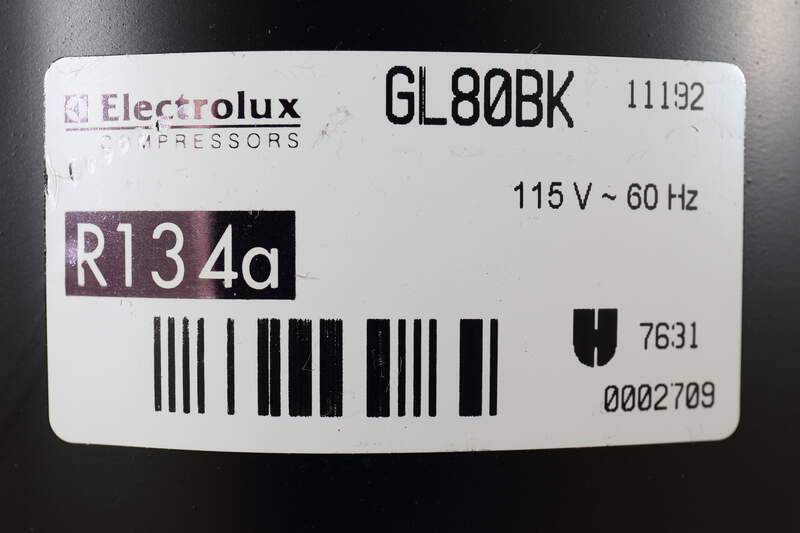 Electrolux
COMPRESSORS
GL80BK
11192
115 V ~ 60 Hz
R134a
7631
0002709